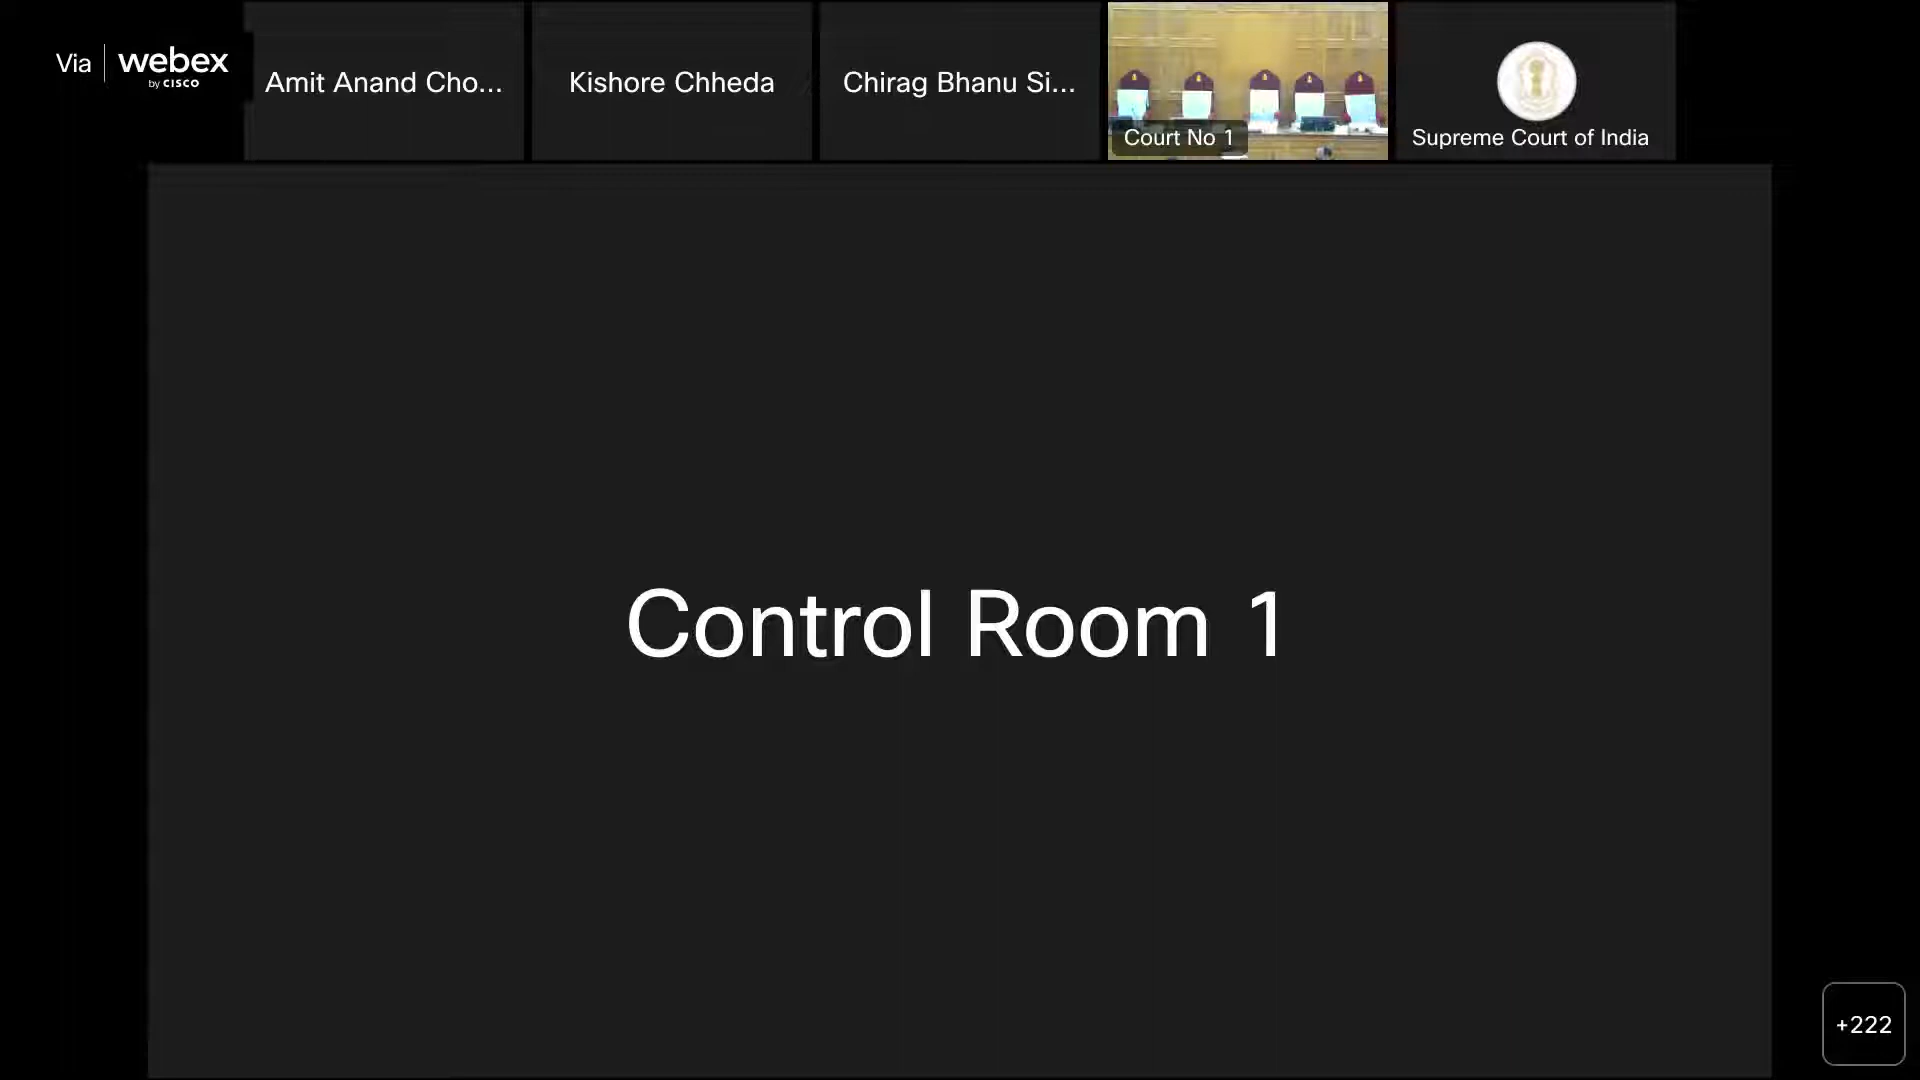 Via webex
by CISCO
Amit Anand Cho...
Kishore Chheda
Chirag Bhanu Si...
Court No 1
Supreme Court of India
Control Room 1
+222